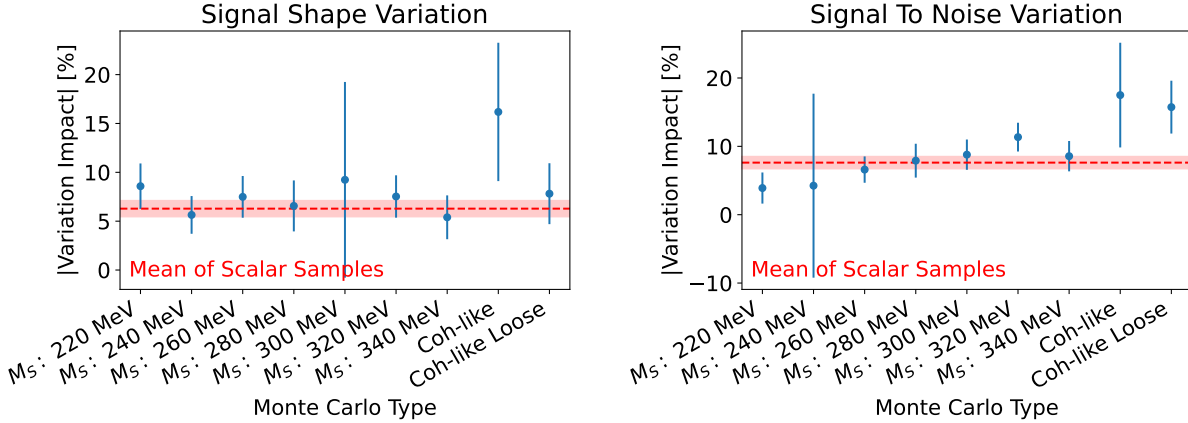 Signal Shape Variation
|Variation Impact| [%]
20
15
10
5
0
Mean of Scalar Samples
M_S: 220 MeV
M_S: 240 MeV
M_S: 260 MeV
M_S: 280 MeV
M_S: 300 MeV
M_S: 320 MeV
M_S: 340 MeV
Coh-like
Coh-like Loose
Monte Carlo Type
Signal To Noise Variation
|Variation Impact| [%]
20
10
0
−10
Mean of Scalar Samples
M_S: 220 MeV
M_S: 240 MeV
M_S: 260 MeV
M_S: 280 MeV
M_S: 300 MeV
M_S: 320 MeV
M_S: 340 MeV
Coh-like
Coh-like Loose
Monte Carlo Type